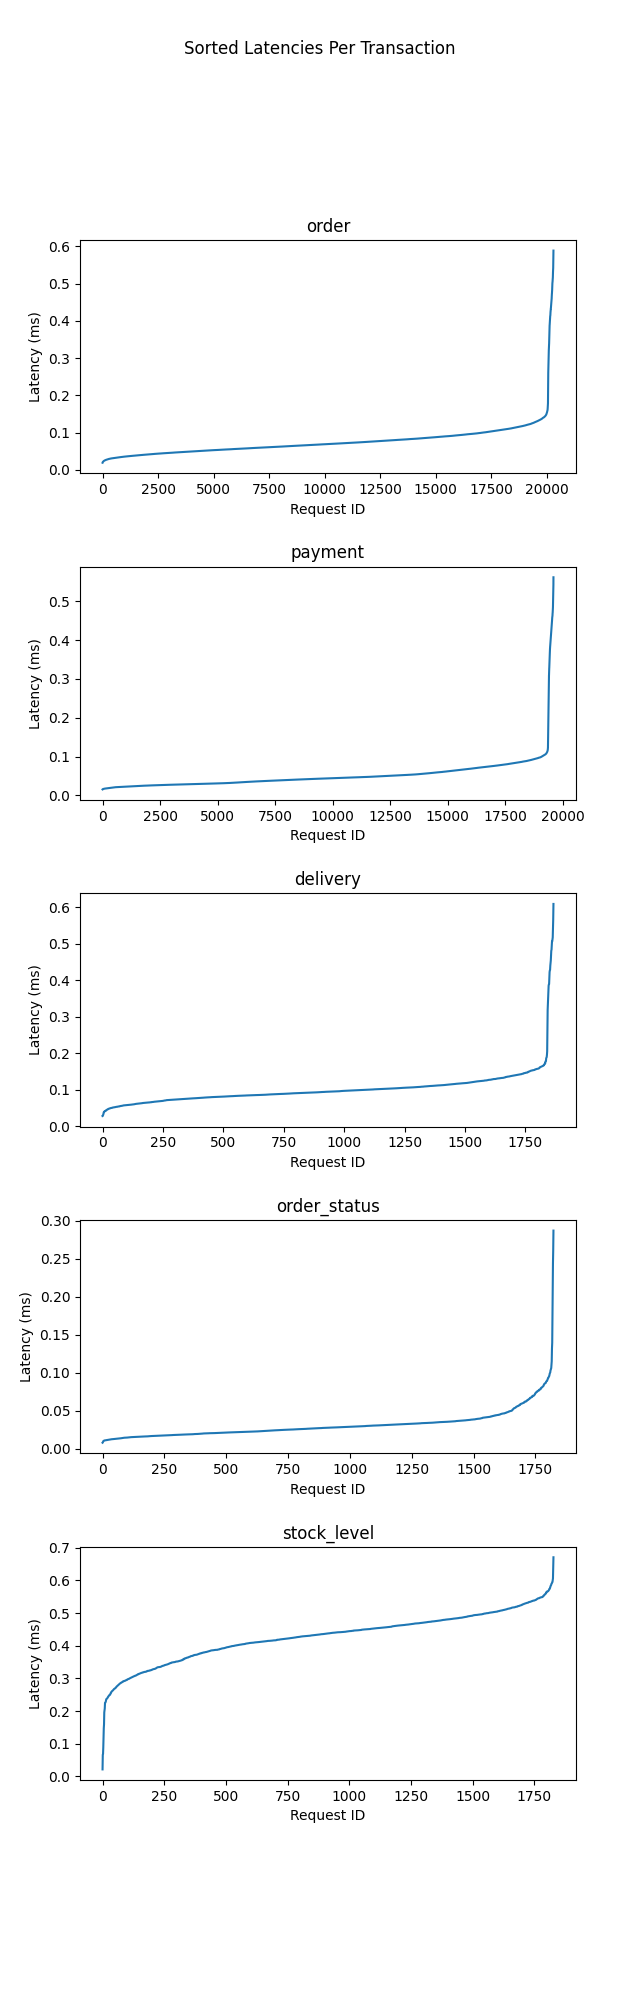 Sorted Latencies Per Transaction
order
0.6
0.5
0.4
0.3
0.2
0.1
0.0
Latency (ms)
0 2500 5000 7500 10000 12500 15000 17500 20000
Request ID
payment
0.5
0.4
0.3
0.2
0.1
0.0
Latency (ms)
0 2500 5000 7500 10000 12500 15000 17500 20000
Request ID
delivery
0.6
0.5
0.4
0.3
0.2
0.1
0.0
Latency (ms)
0 250 500 750 1000 1250 1500 1750
Request ID
order_status
0.30
0.25
0.20
0.15
0.10
0.05
0.00
Latency (ms)
0 250 500 750 1000 1250 1500 1750
Request ID
stock_level
0.7
0.6
0.5
0.4
0.3
0.2
0.1
0.0
Latency (ms)
0 250 500 750 1000 1250 1500 1750
Request ID